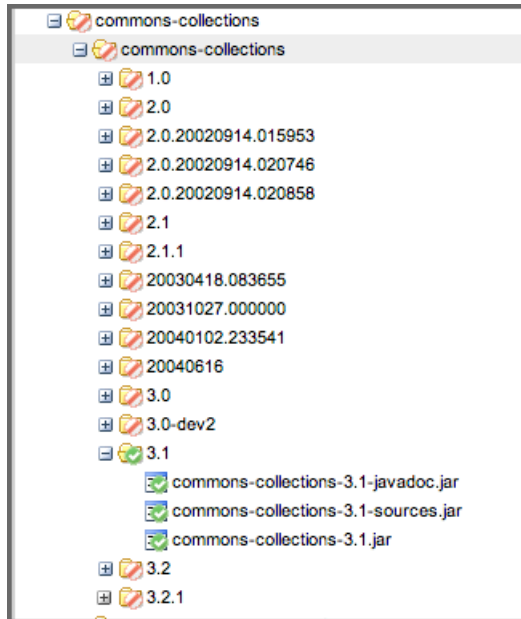 commons-collections
commons-collections
1.0
2.0
2.0.20020914.015953
2.0.20020914.020746
2.0.20020914.020858
2.1
2.1.1
20030418.083655
20031027.000000
20040102.233541
20040616
3.0
3.0-dev2
3.1
commons-collections-3.1-javadoc.jar
commons-collections-3.1-sources.jar
commons-collections-3.1.jar
3.2
3.2.1